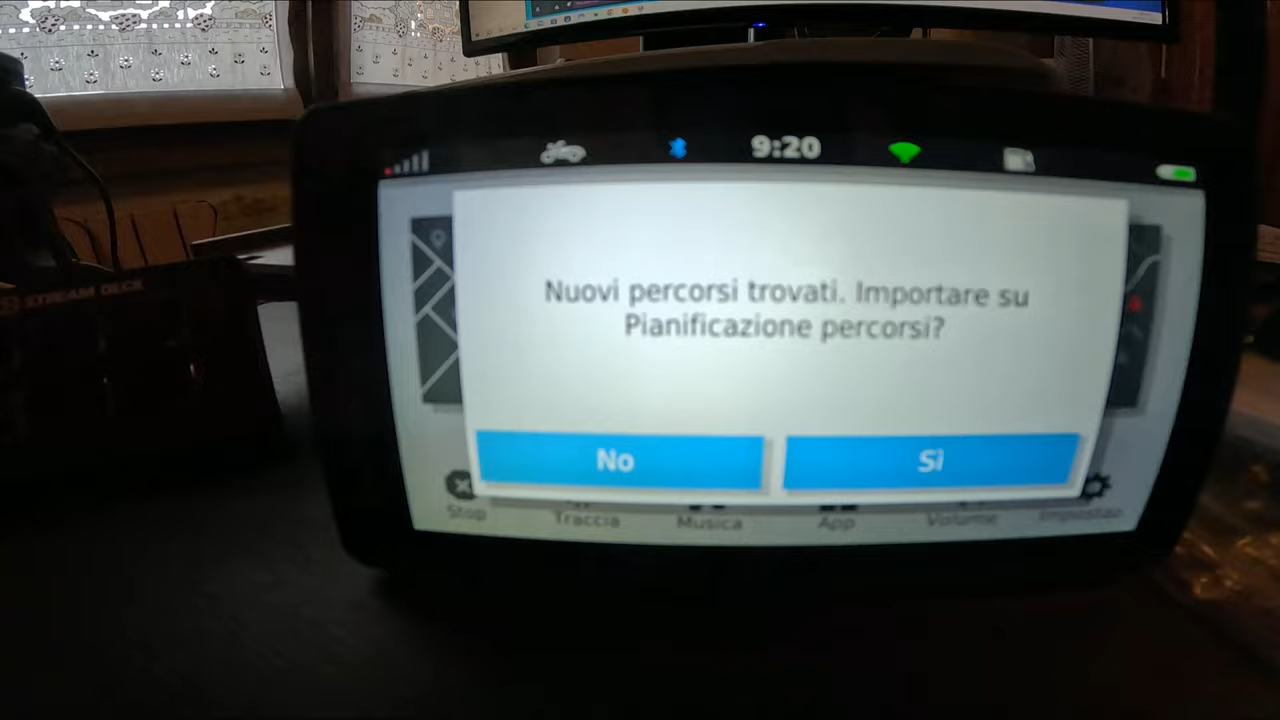 9:20
Nuovi percorsi trovati. Importare su
Pianificazione percorsi?
No
Sì
Stop
Traccia
Musica
App
Volume
STREAM DECK